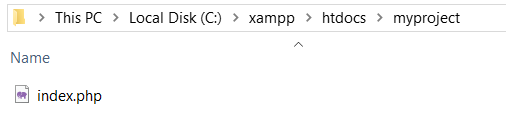 This PC > Local Disk (C:) > xampp > htdocs > myproject
Name
index.php